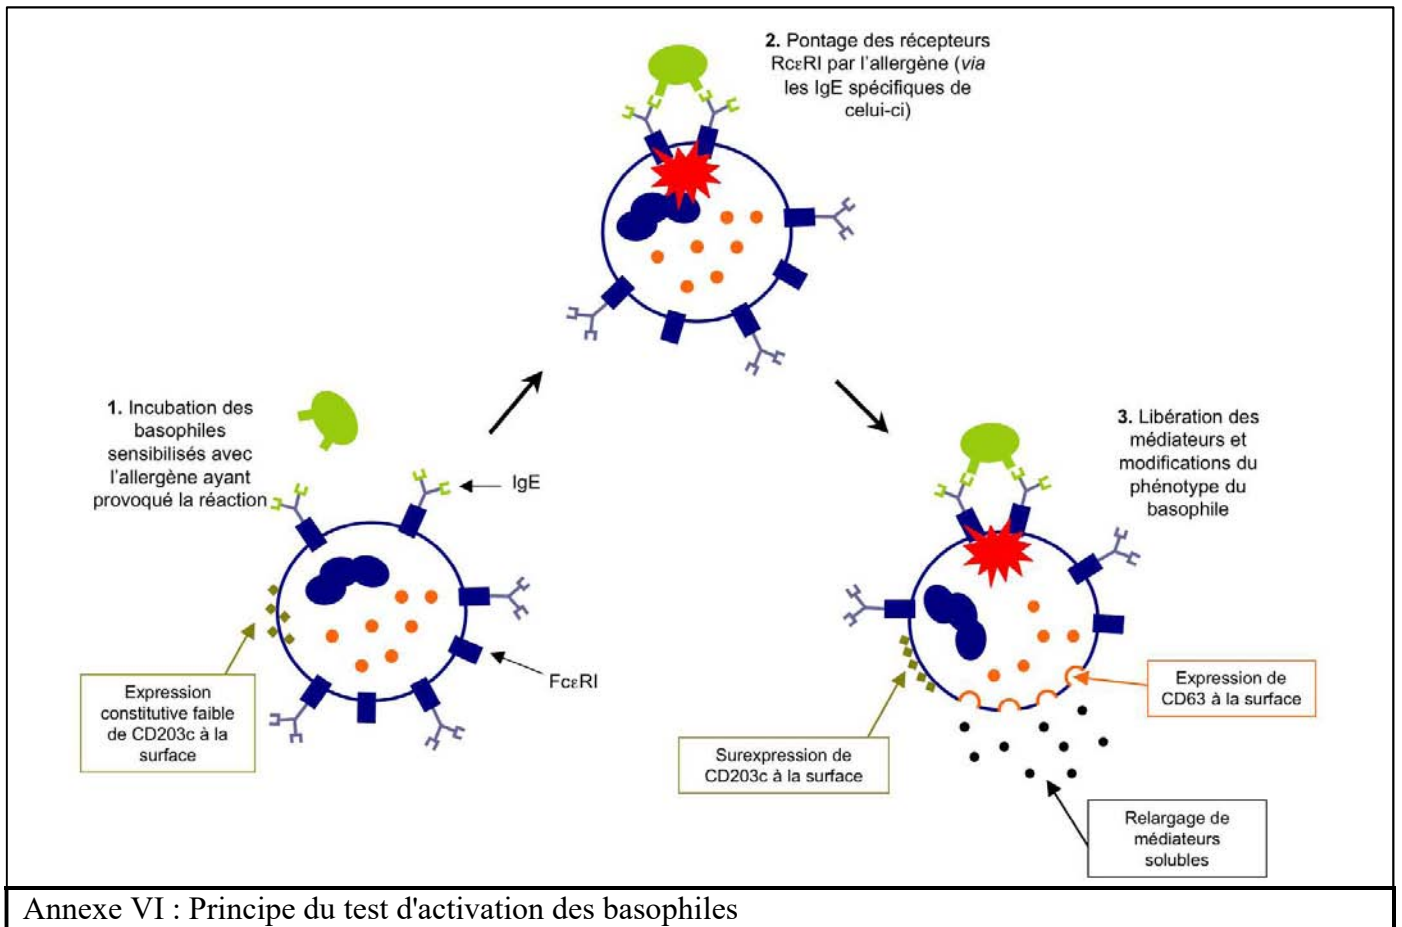 2. Pontage des récepteurs
RcεRI par l'allergène (via
les IgE spécifiques de
celui-ci)
1. Incubation des
basophiles
sensibilisés avec
l'allergène ayant
provoqué la réaction
IgE
FcεRI
Expression
constitutive faible
de CD203c à la
surface
3. Libération des
médiateurs et
modifications du
phénotype du
basophile
Expression de
CD63 à la surface
Surexpression de
CD203c à la surface
Relargage de
médiateurs
solubles
Annexe VI : Principe du test d'activation des basophiles